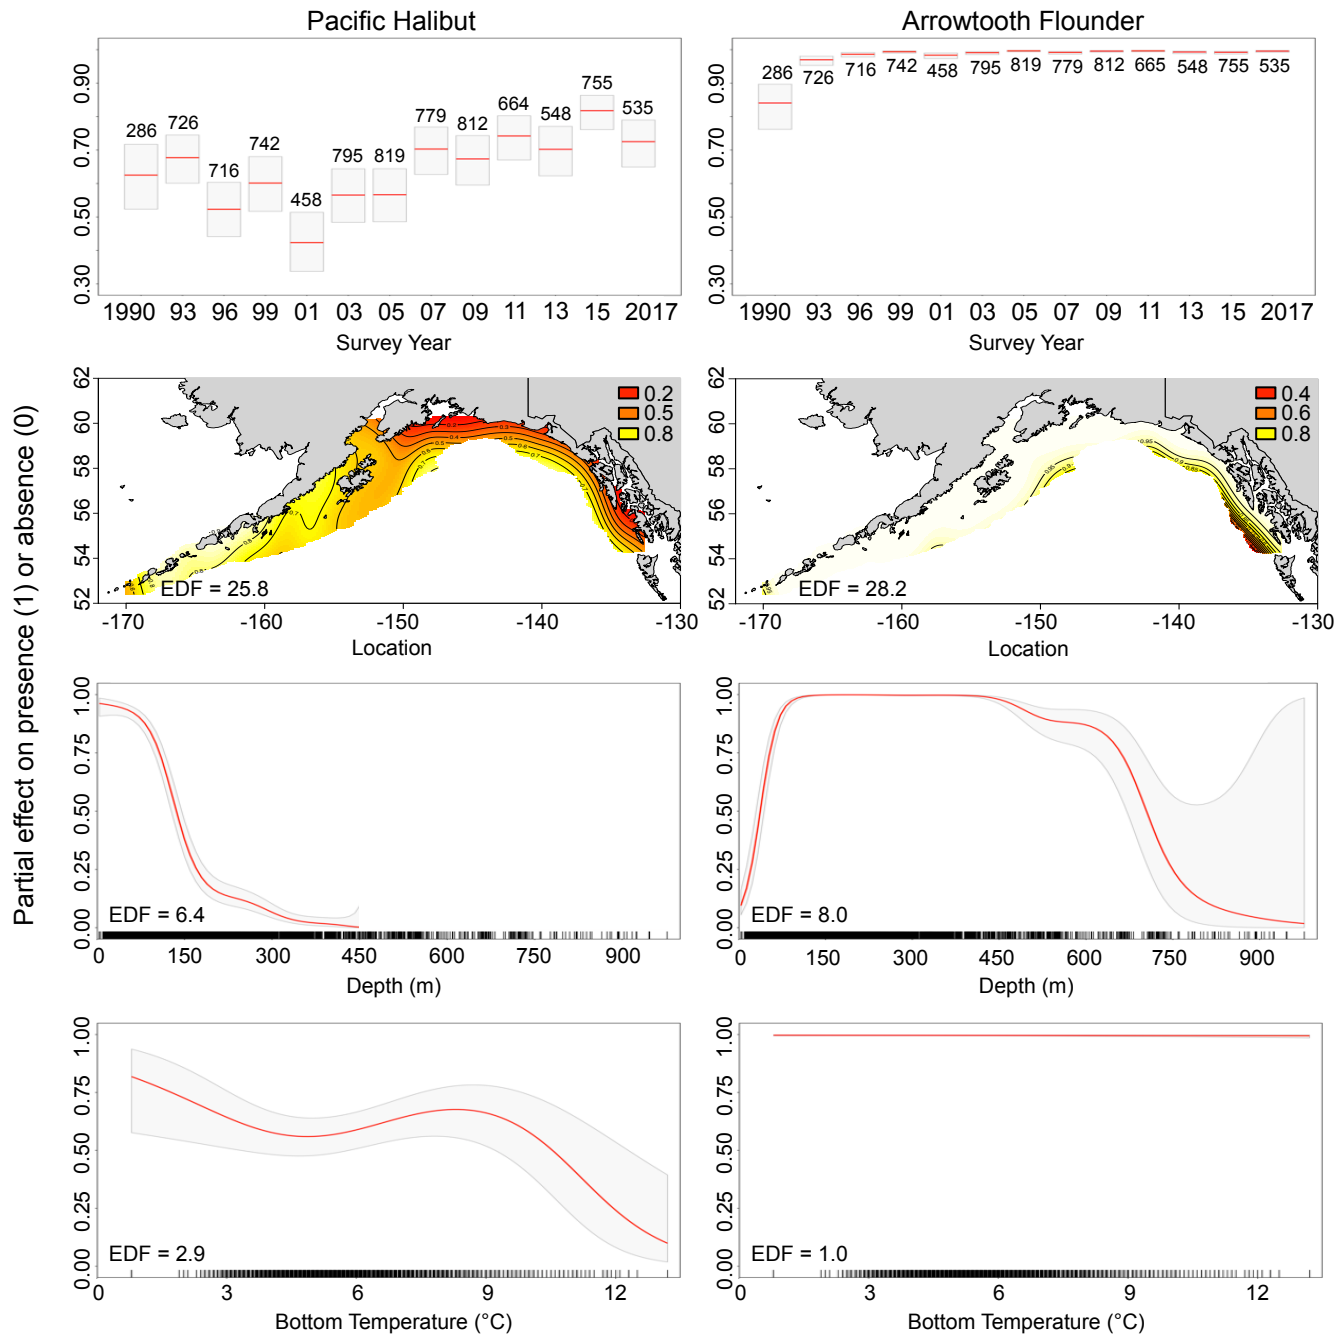 Pacific Halibut
Arrowtooth Flounder
Partial effect on presence (1) or absence (0)
0.90
0.70
0.50
0.30
286 726 716 742 458 795 819 779 812 664 548 755 535
1990 93 96 99 01 03 05 07 09 11 13 15 2017
Survey Year
0.90
0.70
0.50
0.30
286 726 716 742 458 795 819 779 812 665 548 755 535
1990 93 96 99 01 03 05 07 09 11 13 15 2017
Survey Year
62
60
58
56
54
52
0.2
0.5
0.8
EDF = 25.8
-170 -160 -150 -140 -130
Location
62
60
58
56
54
52
0.4
0.6
0.8
EDF = 28.2
-170 -160 -150 -140 -130
Location
1.00
0.75
0.50
0.25
0.00
EDF = 6.4
0 150 300 450 600 750 900
Depth (m)
1.00
0.75
0.50
0.25
0.00
EDF = 8.0
0 150 300 450 600 750 900
Depth (m)
1.00
0.75
0.50
0.25
0.00
EDF = 2.9
0 3 6 9 12
Bottom Temperature (°C)
1.00
0.75
0.50
0.25
0.00
EDF = 1.0
0 3 6 9 12
Bottom Temperature (°C)